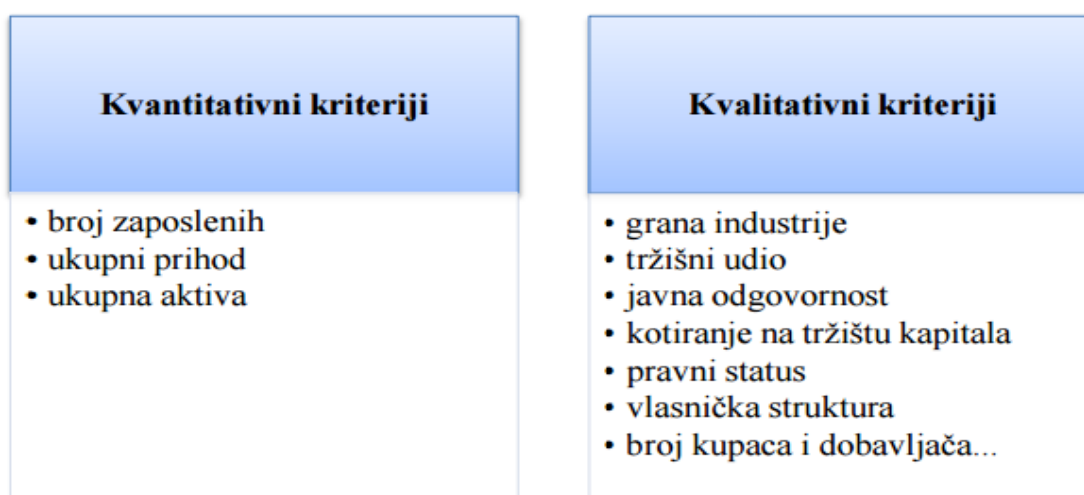 Kvantitativni kriteriji
• broj zaposlenih
• ukupni prihod
• ukupna aktiva
Kvalitativni kriteriji
• grana industrije
• tržišni udio
• javna odgovornost
• kotiranje na tržištu kapitala
• pravni status
• vlasnička struktura
• broj kupaca i dobavljača...